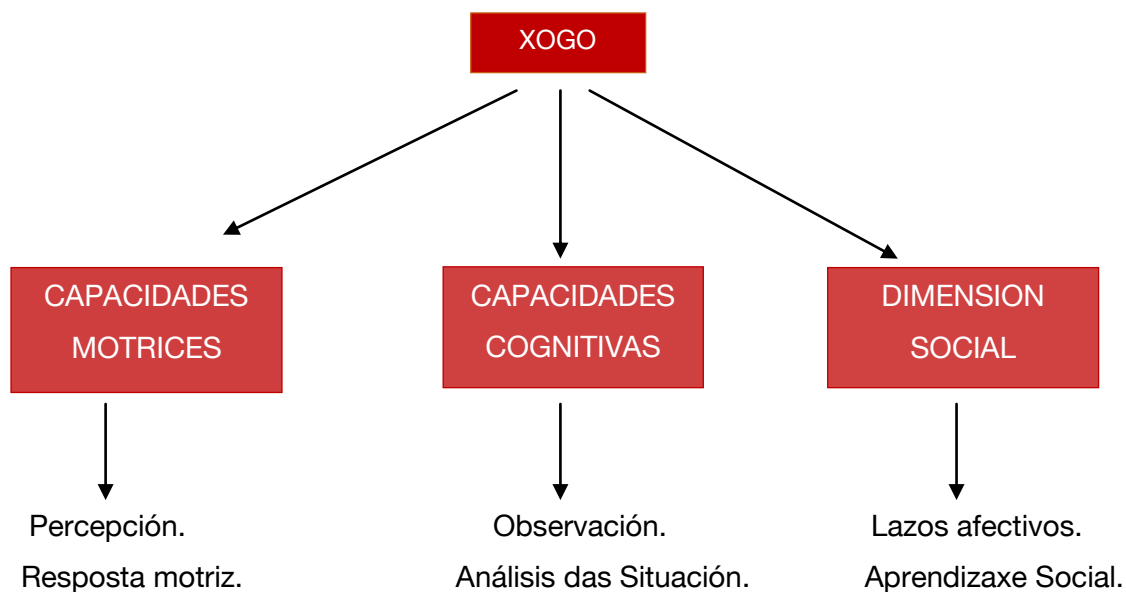 XOGO
CAPACIDADES
MOTRICES
CAPACIDADES
COGNITIVAS
DIMENSION
SOCIAL
Percepción.
Resposta motriz.
Observación.
Análisis das Situación.
Lazos afectivos.
Aprendizaxe Social.